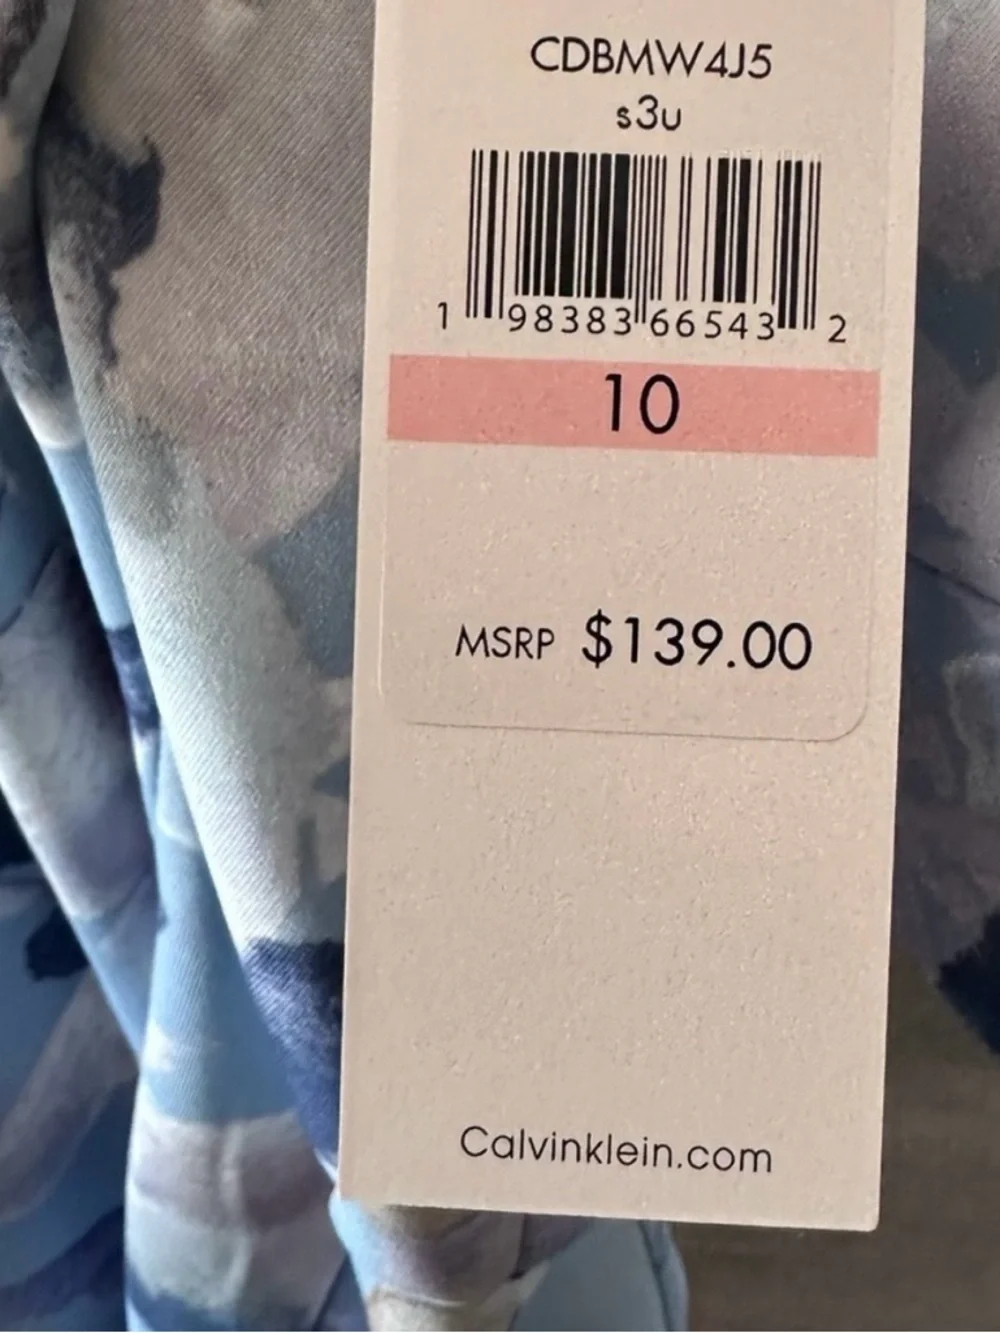 CDBMW4J5
s3u
1 98383 66543 2
10
MSRP $139.00
Calvinklein.com